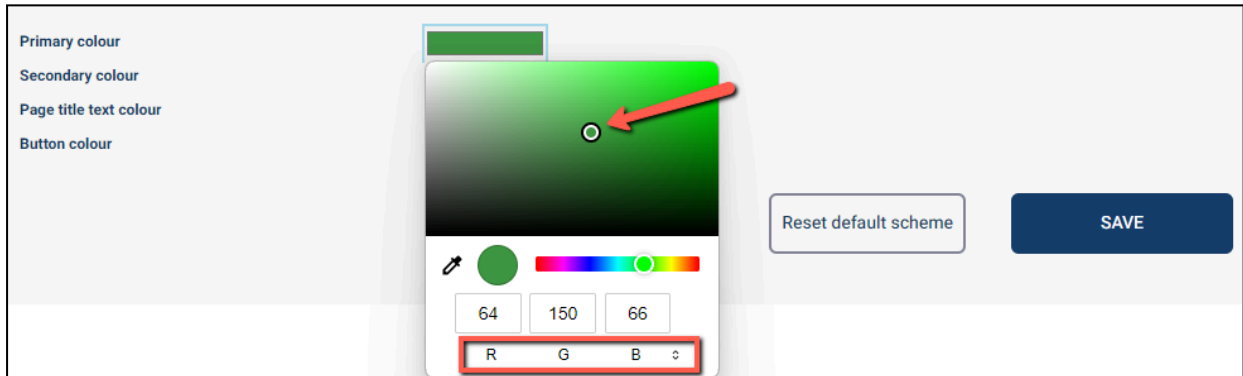 Primary colour
Secondary colour
Page title text colour
Button colour
Reset default scheme
SAVE
64 150 66
R G B